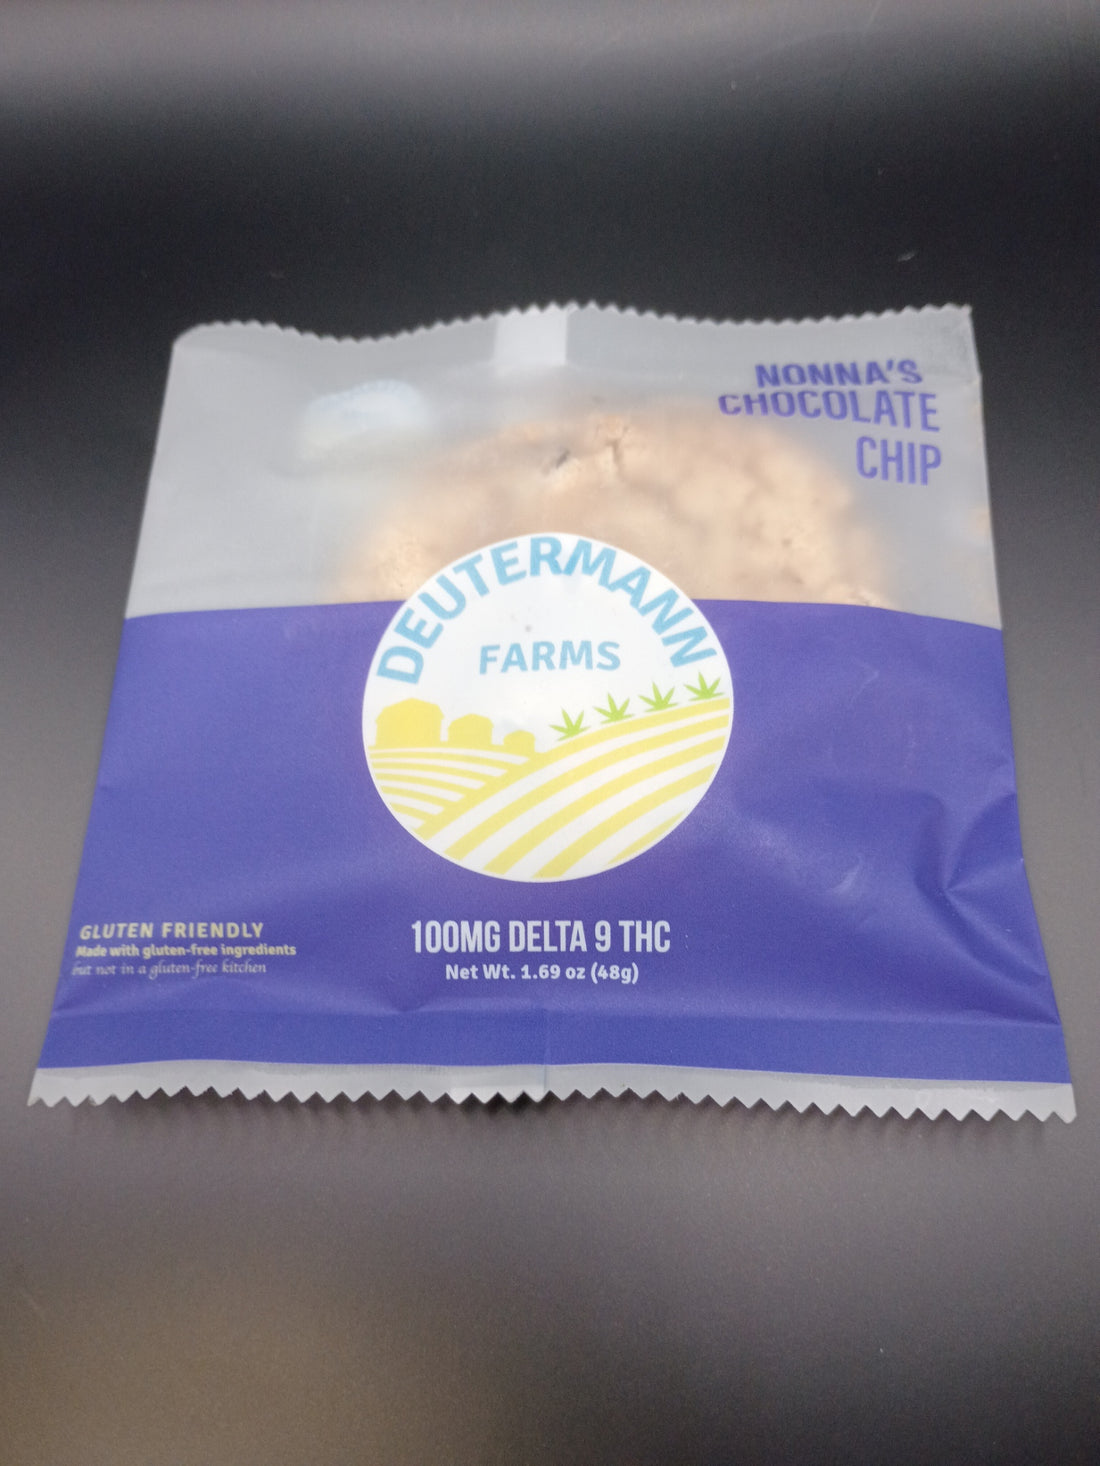 NONNA'S
CHOCOLATE
CHIP
DEUTERMANN
FARMS
GLUTEN FRIENDLY
Made with gluten-free ingredients
but not in a gluten-free kitchen
100MG DELTA 9 THC
Net Wt. 1.69 oz (48g)